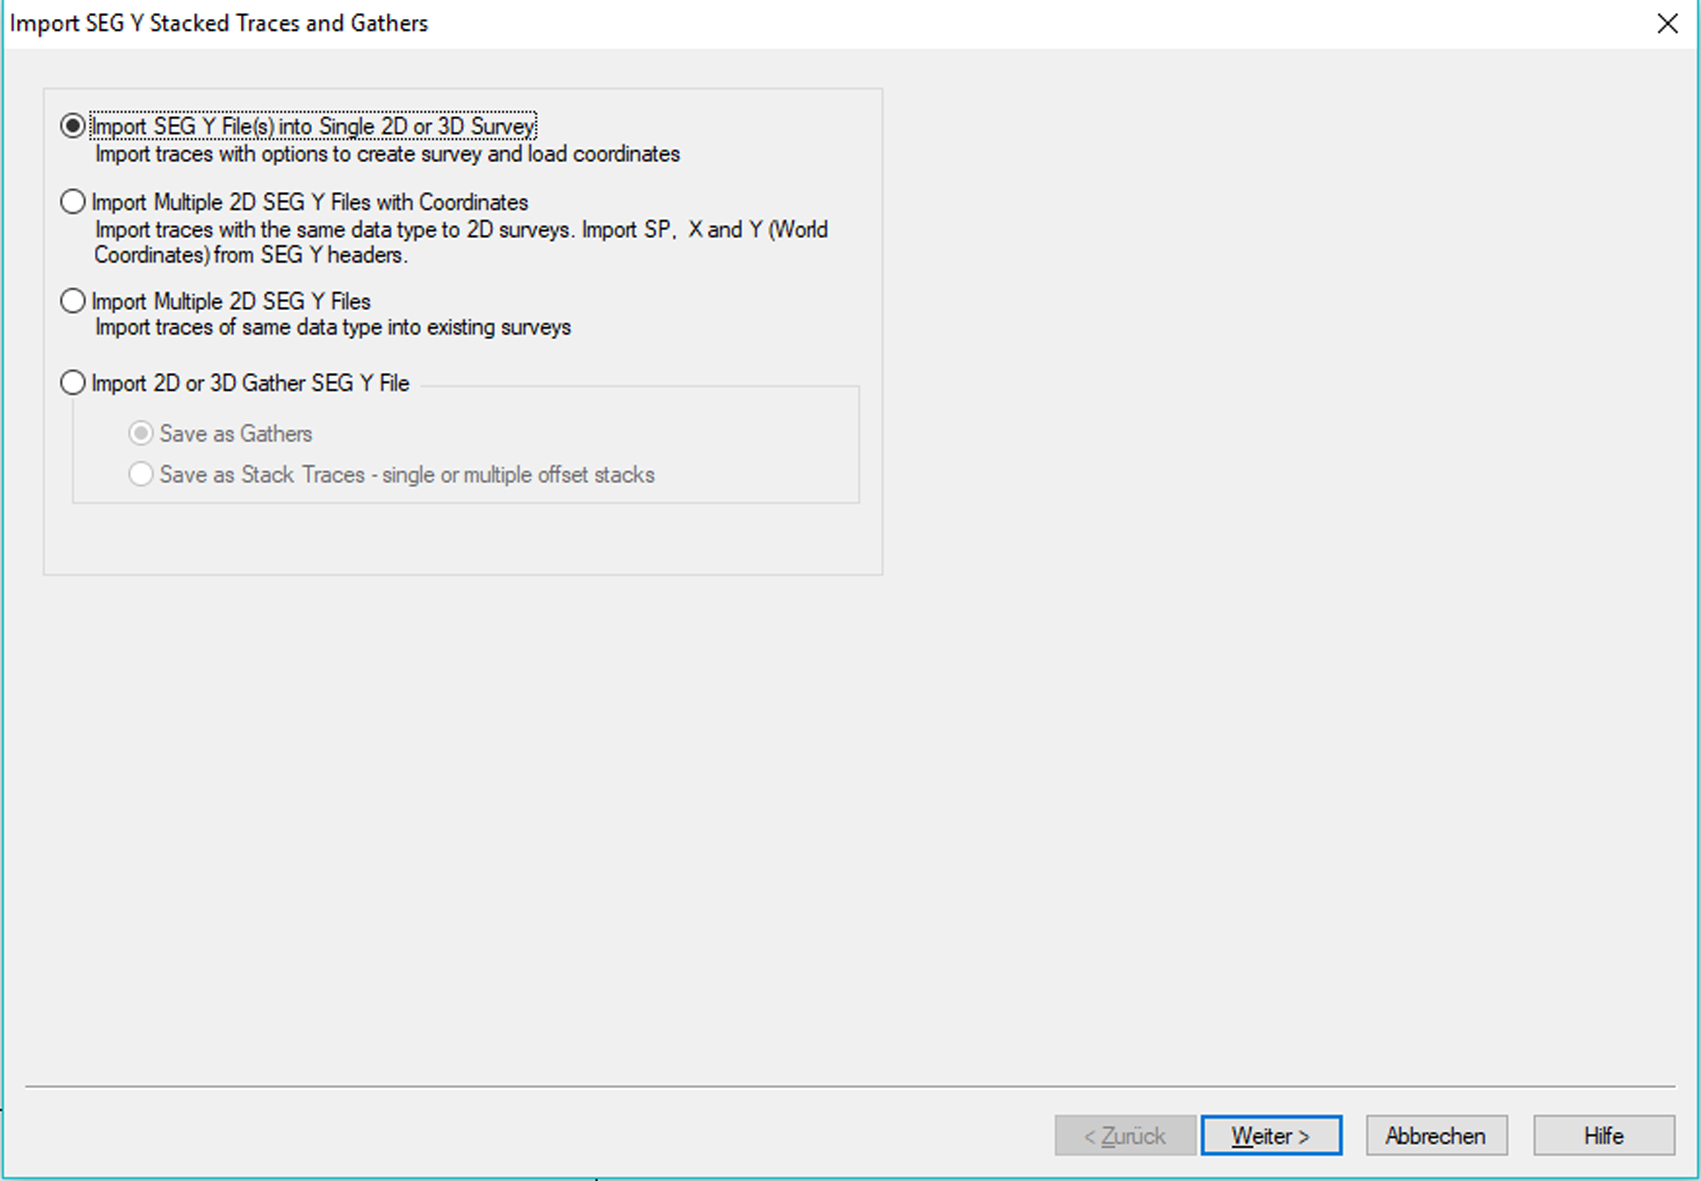 Import SEG Y Stacked Traces and Gathers
Import SEG Y File(s) into Single 2D or 3D Survey
Import traces with options to create survey and load coordinates
Import Multiple 2D SEG Y Files with Coordinates
Import traces with the same data type to 2D surveys. Import SP, X and Y (World
Coordinates) from SEG Y headers.
Import Multiple 2D SEG Y Files
Import traces of same data type into existing surveys
Import 2D or 3D Gather SEG Y File
Save as Gathers
Save as Stack Traces - single or multiple offset stacks
< Zurück Weiter > Abbrechen Hilfe